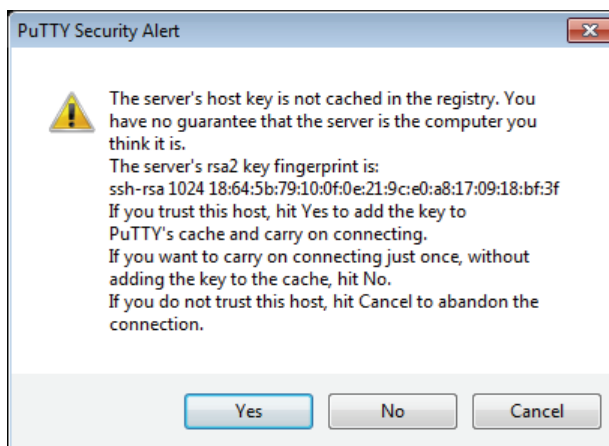 PuTTY Security Alert
The server's host key is not cached in the registry. You
have no guarantee that the server is the computer you
think it is.
The server's rsa2 key fingerprint is:
ssh-rsa 1024 18:64:5b:79:10:0f:0e:21:9c:e0:a8:17:09:18:bf:3f
If you trust this host, hit Yes to add the key to
PuTTY's cache and carry on connecting.
If you want to carry on connecting just once, without
adding the key to the cache, hit No.
If you do not trust this host, hit Cancel to abandon the
connection.
Yes No Cancel